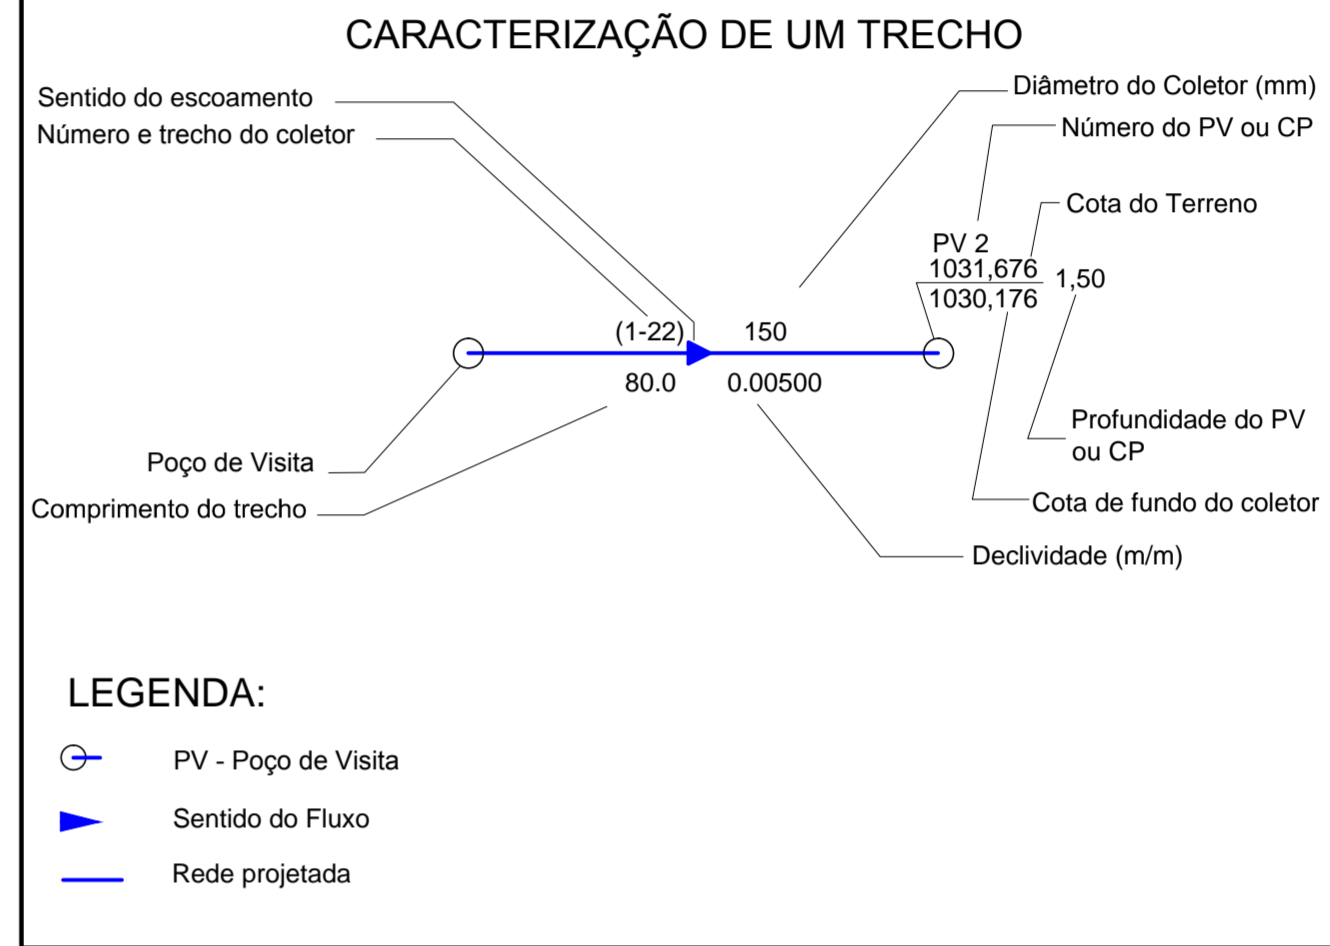 CARACTERIZAÇÃO DE UM TRECHO
Sentido do escoamento
Número e trecho do coletor
Diâmetro do Coletor (mm)
Número do PV ou CP
Cota do Terreno
PV 2
1031,676
1,50
1030,176
(1-22)
150
80.0
0.00500
Poço de Visita
Comprimento do trecho
Profundidade do PV
ou CP
Cota de fundo do coletor
Declividade (m/m)
LEGENDA:
PV - Poço de Visita
Sentido do Fluxo
Rede projetada